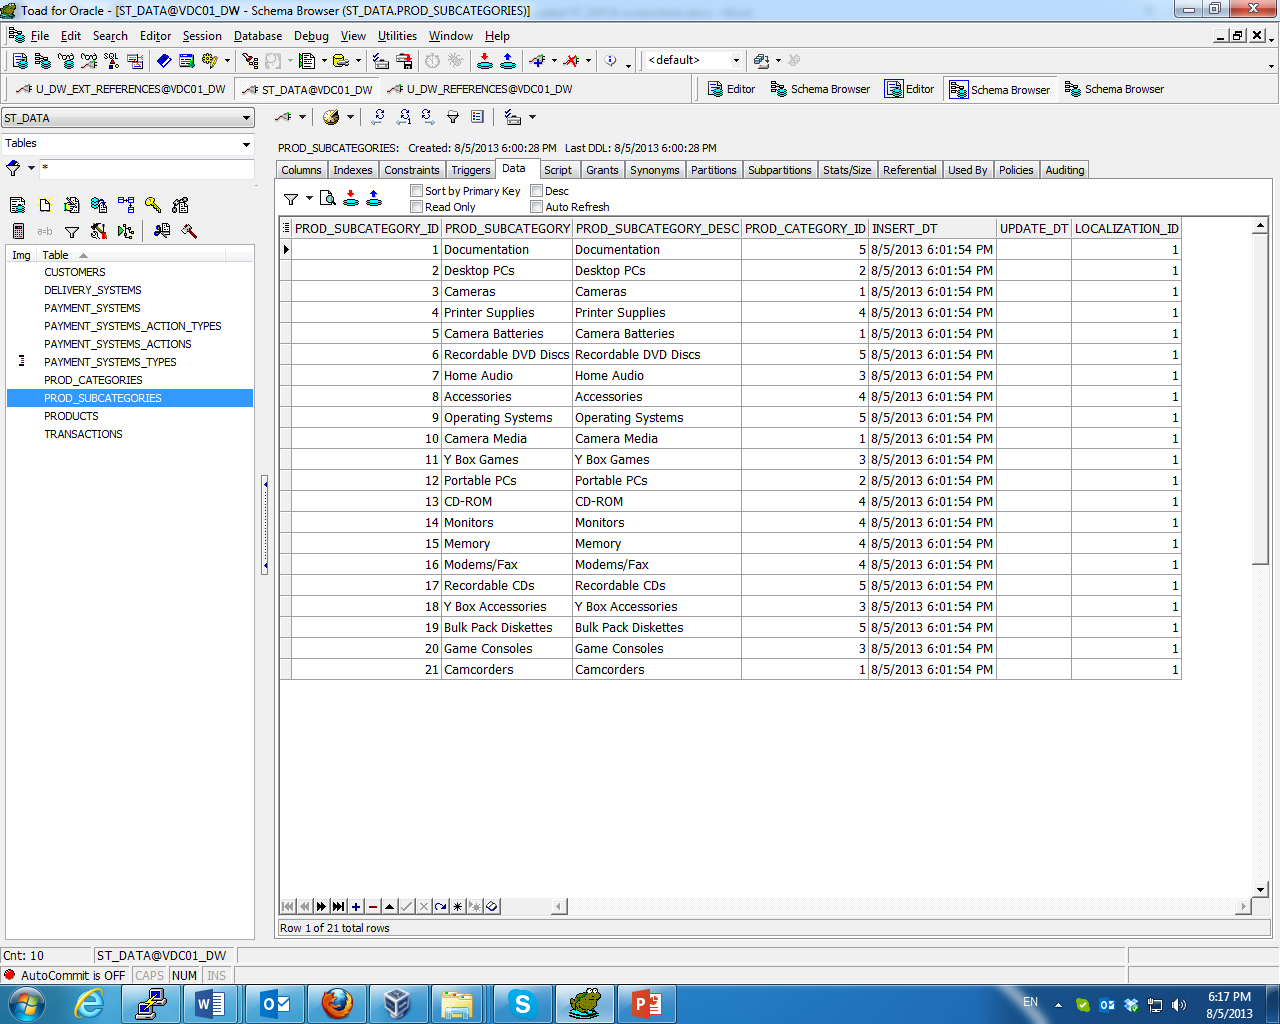 Toad for Oracle - [ST_DATA@VDC01_DW - Schema Browser (ST_DATA.PROD_SUBCATEGORIES)]
File Edit Search Editor Session Database Debug View Utilities Window Help
<default>
U_DW_EXT_REFERENCES@VDC01_DW ST_DATA@VDC01_DW U_DW_REFERENCES@VDC01_DW Editor Schema Browser Editor Schema Browser Schema Browser
ST_DATA
Tables
*
Img Table
CUSTOMERS
DELIVERY_SYSTEMS
PAYMENT_SYSTEMS
PAYMENT_SYSTEMS_ACTION_TYPES
PAYMENT_SYSTEMS_ACTIONS
PAYMENT_SYSTEMS_TYPES
PROD_CATEGORIES
PROD_SUBCATEGORIES
PRODUCTS
TRANSACTIONS
PROD_SUBCATEGORIES: Created: 8/5/2013 6:00:28 PM Last DDL: 8/5/2013 6:00:28 PM
Columns Indexes Constraints Triggers Data Script Grants Synonyms Partitions Subpartitions Stats/Size Referential Used By Policies Auditing
Sort by Primary Key Desc
Read Only Auto Refresh
PROD_SUBCATEGORY_ID PROD_SUBCATEGORY PROD_SUBCATEGORY_DESC PROD_CATEGORY_ID INSERT_DT UPDATE_DT LOCALIZATION_ID
1 Documentation Documentation 5 8/5/2013 6:01:54 PM 1
2 Desktop PCs Desktop PCs 2 8/5/2013 6:01:54 PM 1
3 Cameras Cameras 1 8/5/2013 6:01:54 PM 1
4 Printer Supplies Printer Supplies 4 8/5/2013 6:01:54 PM 1
5 Camera Batteries Camera Batteries 1 8/5/2013 6:01:54 PM 1
6 Recordable DVD Discs Recordable DVD Discs 5 8/5/2013 6:01:54 PM 1
7 Home Audio Home Audio 3 8/5/2013 6:01:54 PM 1
8 Accessories Accessories 4 8/5/2013 6:01:54 PM 1
9 Operating Systems Operating Systems 5 8/5/2013 6:01:54 PM 1
10 Camera Media Camera Media 1 8/5/2013 6:01:54 PM 1
11 Y Box Games Y Box Games 3 8/5/2013 6:01:54 PM 1
12 Portable PCs Portable PCs 2 8/5/2013 6:01:54 PM 1
13 CD-ROM CD-ROM 4 8/5/2013 6:01:54 PM 1
14 Monitors Monitors 4 8/5/2013 6:01:54 PM 1
15 Memory Memory 4 8/5/2013 6:01:54 PM 1
16 Modems/Fax Modems/Fax 4 8/5/2013 6:01:54 PM 1
17 Recordable CDs Recordable CDs 5 8/5/2013 6:01:54 PM 1
18 Y Box Accessories Y Box Accessories 3 8/5/2013 6:01:54 PM 1
19 Bulk Pack Diskettes Bulk Pack Diskettes 5 8/5/2013 6:01:54 PM 1
20 Game Consoles Game Consoles 3 8/5/2013 6:01:54 PM 1
21 Camcorders Camcorders 1 8/5/2013 6:01:54 PM 1
Row 1 of 21 total rows
Cnt: 10 ST_DATA@VDC01_DW
AutoCommit is OFF CAPS NUM INS
EN 6:17 PM
8/5/2013